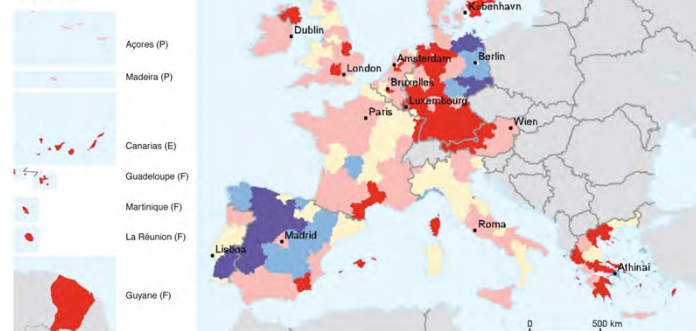 København
Dublin
Açores (P)
Amsterdam
Berlin
London
Madeira (P)
Bruxelles
Luxembourg
Paris
Wien
Canarias (E)
Guadeloupe (F)
Martinique (F)
Roma
La Réunion (F)
Madrid
Lisboa
Athinai
Guyane (F)
0 500 km